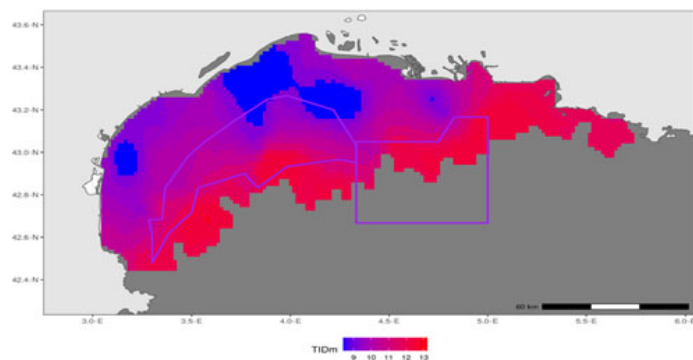 43.6◦N
43.4◦N
43.2◦N
43.0◦N
42.8◦N
42.6◦N
42.4◦N
60 km
3.0◦E
3.5◦E
4.0◦E
4.5◦E
5.0◦E
5.5◦E
6.0◦E
TIDm
9 10 11 12 13